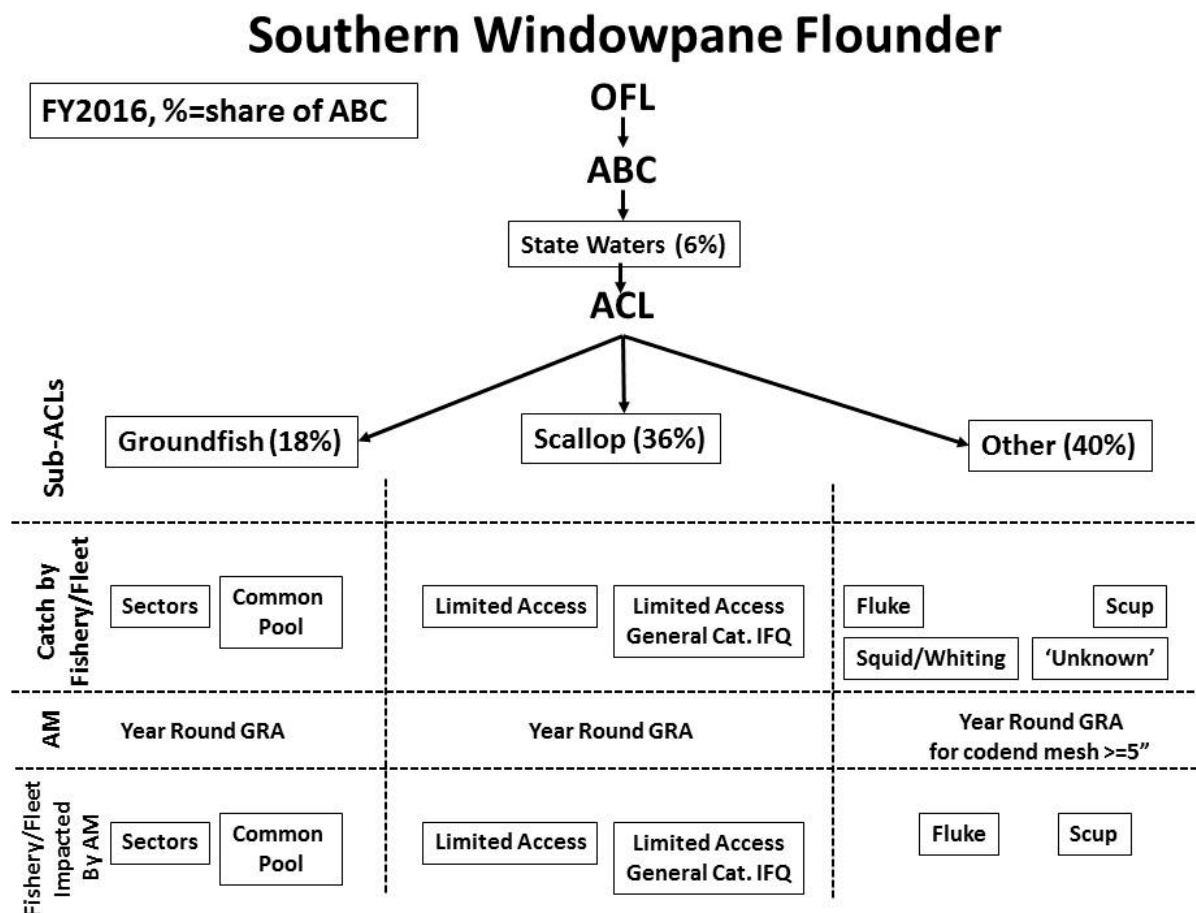 Southern Windowpane Flounder
FY2016, %=share of ABC
OFL
ABC
State Waters (6%)
ACL
Sub-ACLs
Groundfish (18%)
Scallop (36%)
Other (40%)
Catch by
Fishery/Fleet
Sectors
Common
Pool
Limited Access
Limited Access
General Cat. IFQ
Fluke
Scup
Squid/Whiting
‘Unknown’
AM
Year Round GRA
Year Round GRA
Year Round GRA
for codend mesh >=5”
Fishery/Fleet
Impacted
By AM
Sectors
Common
Pool
Limited Access
Limited Access
General Cat. IFQ
Fluke
Scup